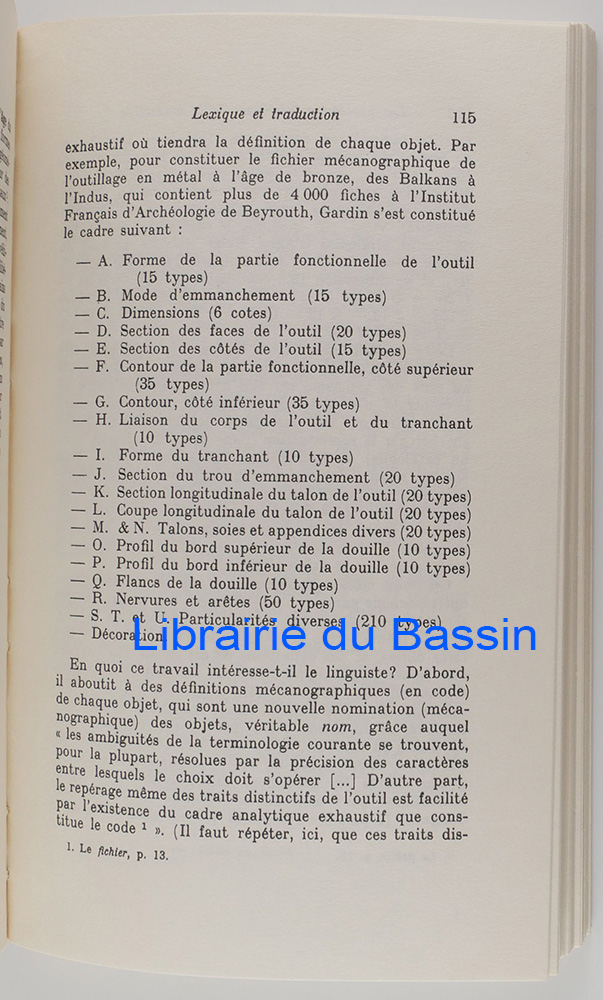 Lexique et traduction 115
exhaustif où tiendra la définition de chaque objet. Par
exemple, pour constituer le fichier mécanographique de
l'outillage en métal à l'âge de bronze, des Balkans à
l'Indus, qui contient plus de 4 000 fiches à l'Institut
Français d'Archéologie de Beyrouth, Gardin s'est constitué
le cadre suivant :
— A. Forme de la partie fonctionnelle de l'outil
(15 types)
— B. Mode d'emmanchement (15 types)
— C. Dimensions (6 cotes)
— D. Section des faces de l'outil (20 types)
— E. Section des côtés de l'outil (15 types)
— F. Contour de la partie fonctionnelle, côté supérieur
(35 types)
— G. Contour, côté inférieur (35 types)
— H. Liaison du corps de l'outil et du tranchant
(10 types)
— I. Forme du tranchant (10 types)
— J. Section du trou d'emmanchement (20 types)
— K. Section longitudinale du talon de l'outil (20 types)
— L. Coupe longitudinale du talon de l'outil (20 types)
— M. & N. Talons, soies et appendices divers (20 types)
— O. Profil du bord supérieur de la douille (10 types)
— P. Profil du bord inférieur de la douille (10 types)
— Q. Flancs de la douille (10 types)
— R. Nervures et arêtes (50 types)
— S. T. et U. Particularités diverses (210 types)
— Décoration
Librairie du Bassin
En quoi ce travail intéresse-t-il le linguiste? D'abord,
il aboutit à des définitions mécanographiques (en code)
de chaque objet, qui sont une nouvelle nomination (méca-
nographique) des objets, véritable nom, grâce auquel
« les ambiguïtés de la terminologie courante se trouvent,
pour la plupart, résolues par la précision des caractères
entre lesquels le choix doit s'opérer [...] D'autre part,
le repérage même des traits distinctifs de l'outil est facilité
par l'existence du cadre analytique exhaustif que cons-
titue le code ¹ ». (Il faut répéter, ici, que ces traits dis-
1. Le fichier, p. 13.